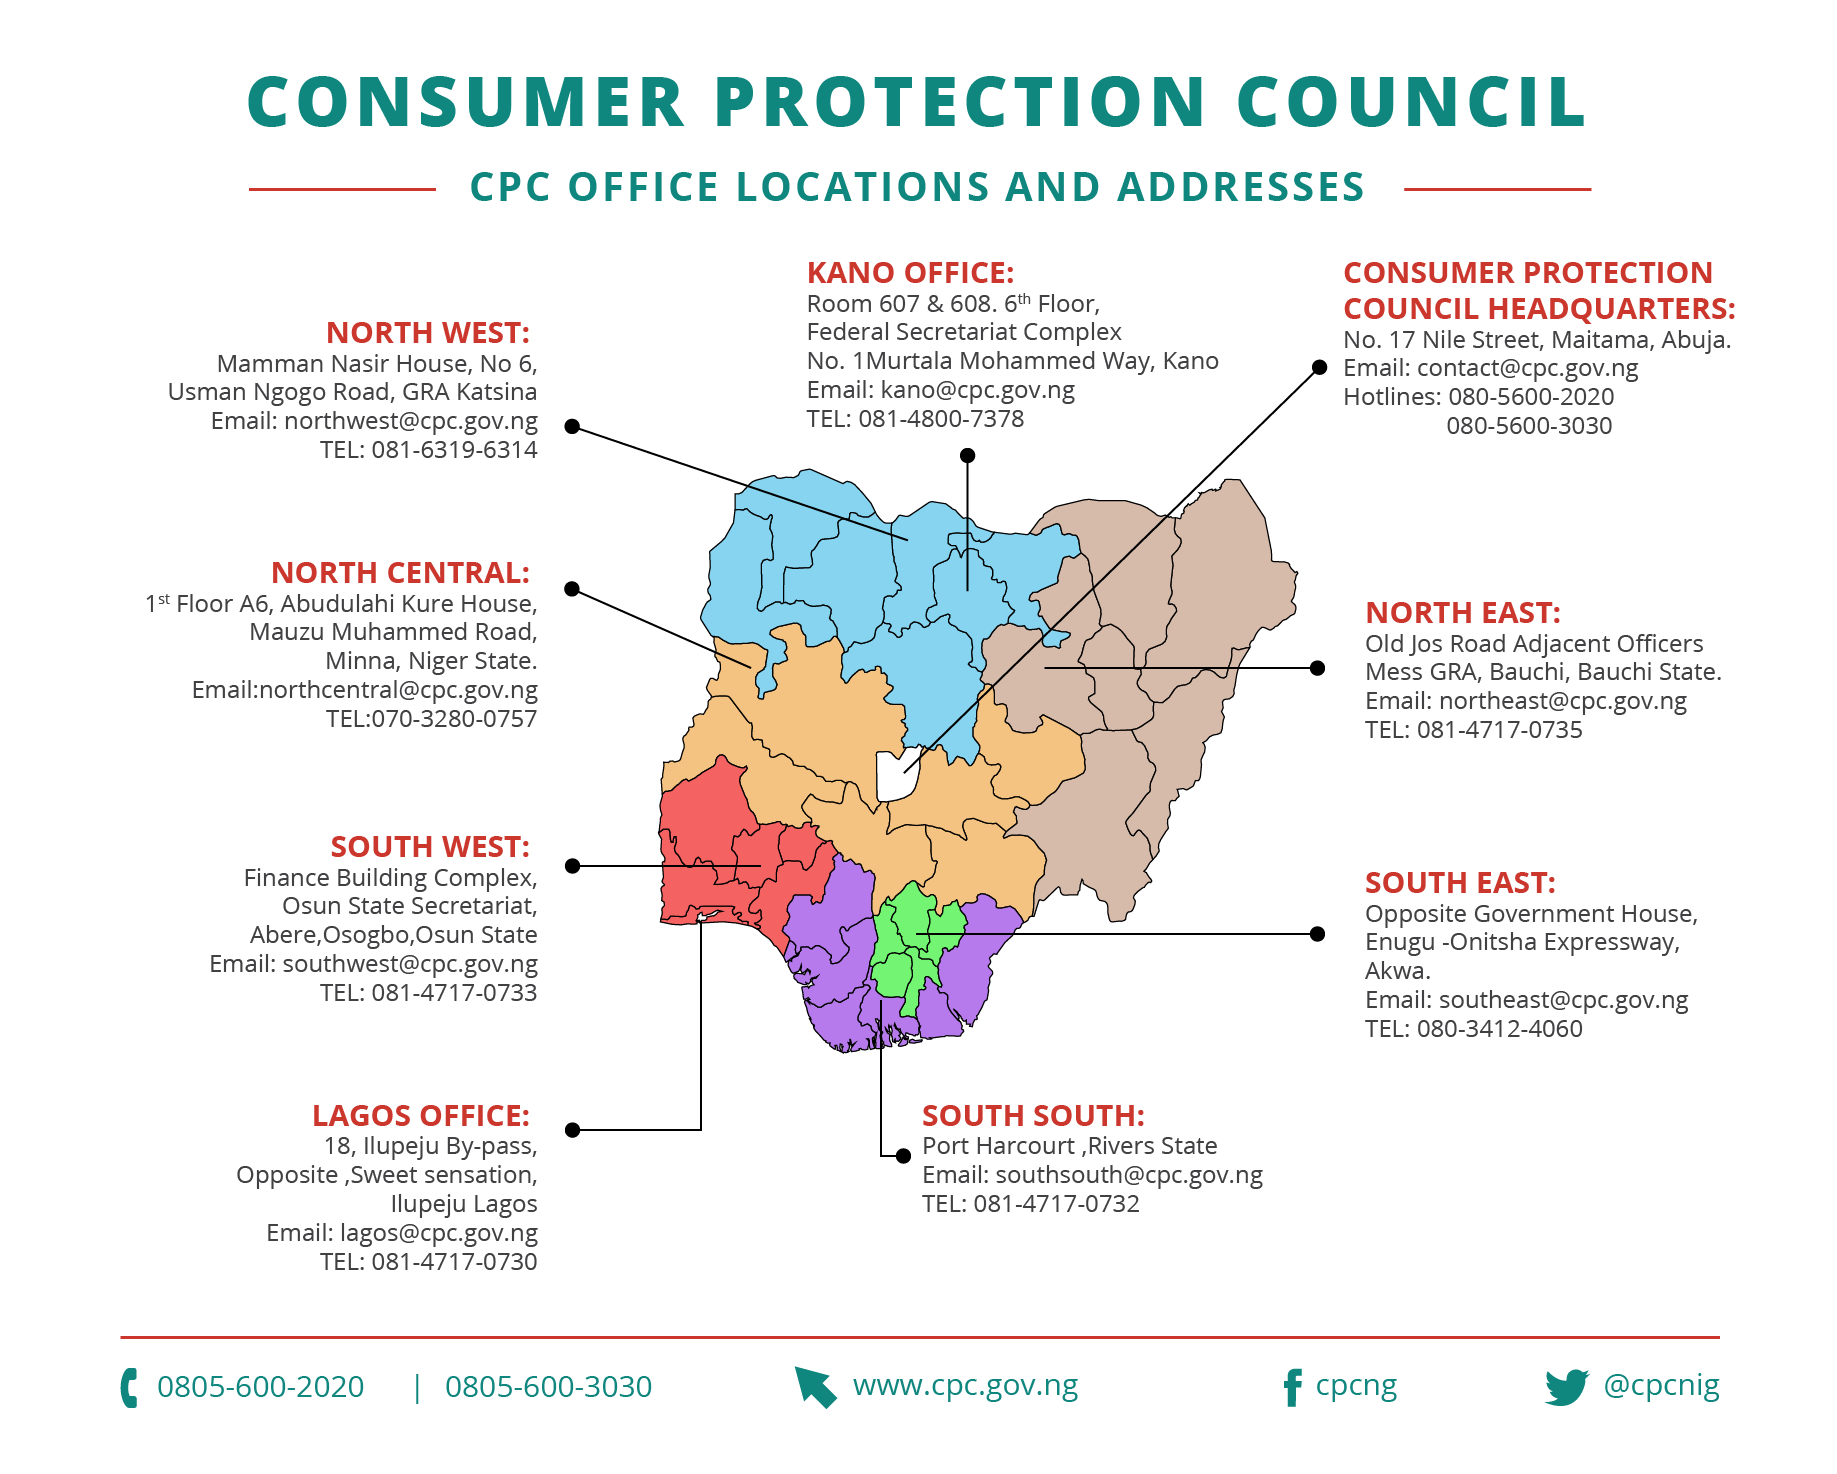 CONSUMER PROTECTION COUNCIL
CPC OFFICE LOCATIONS AND ADDRESSES
KANO OFFICE:
Room 607 & 608. 6th Floor,
Federal Secretariat Complex
No. 1Murtala Mohammed Way, Kano
Email: kano@cpc.gov.ng
TEL: 081-4800-7378
CONSUMER PROTECTION
COUNCIL HEADQUARTERS:
No. 17 Nile Street, Maitama, Abuja.
Email: contact@cpc.gov.ng
Hotlines: 080-5600-2020
080-5600-3030
NORTH WEST:
Mamman Nasir House, No 6,
Usman Ngogo Road, GRA Katsina
Email: northwest@cpc.gov.ng
TEL: 081-6319-6314
NORTH CENTRAL:
1st Floor A6, Abudulahi Kure House,
Mauzu Muhammed Road,
Minna, Niger State.
Email:northcentral@cpc.gov.ng
TEL:070-3280-0757
NORTH EAST:
Old Jos Road Adjacent Officers
Mess GRA, Bauchi, Bauchi State.
Email: northeast@cpc.gov.ng
TEL: 081-4717-0735
SOUTH WEST:
Finance Building Complex,
Osun State Secretariat,
Abere,Osogbo,Osun State
Email: southwest@cpc.gov.ng
TEL: 081-4717-0733
SOUTH EAST:
Opposite Government House,
Enugu -Onitsha Expressway,
Akwa.
Email: southeast@cpc.gov.ng
TEL: 080-3412-4060
LAGOS OFFICE:
18, Ilupeju By-pass,
Opposite ,Sweet sensation,
Ilupeju Lagos
Email: lagos@cpc.gov.ng
TEL: 081-4717-0730
SOUTH SOUTH:
Port Harcourt ,Rivers State
Email: southsouth@cpc.gov.ng
TEL: 081-4717-0732
0805-600-2020 | 0805-600-3030
www.cpc.gov.ng
cpcng
@cpcnig